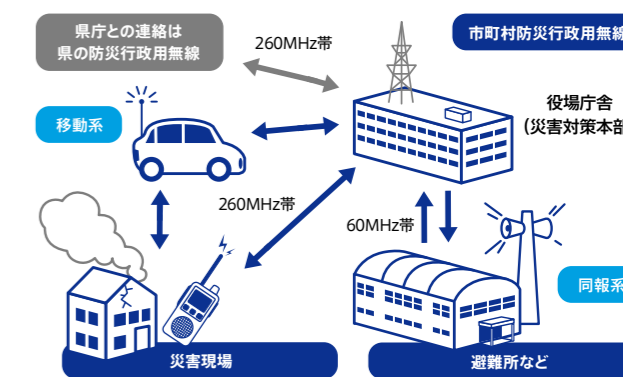 県庁との連絡は
県の防災行政用無線
260MHz帯
市町村防災行政用無線
役場庁舎
(災害対策本部
移動系
260MHz帯
60MHz帯
同報系
災害現場
避難所など